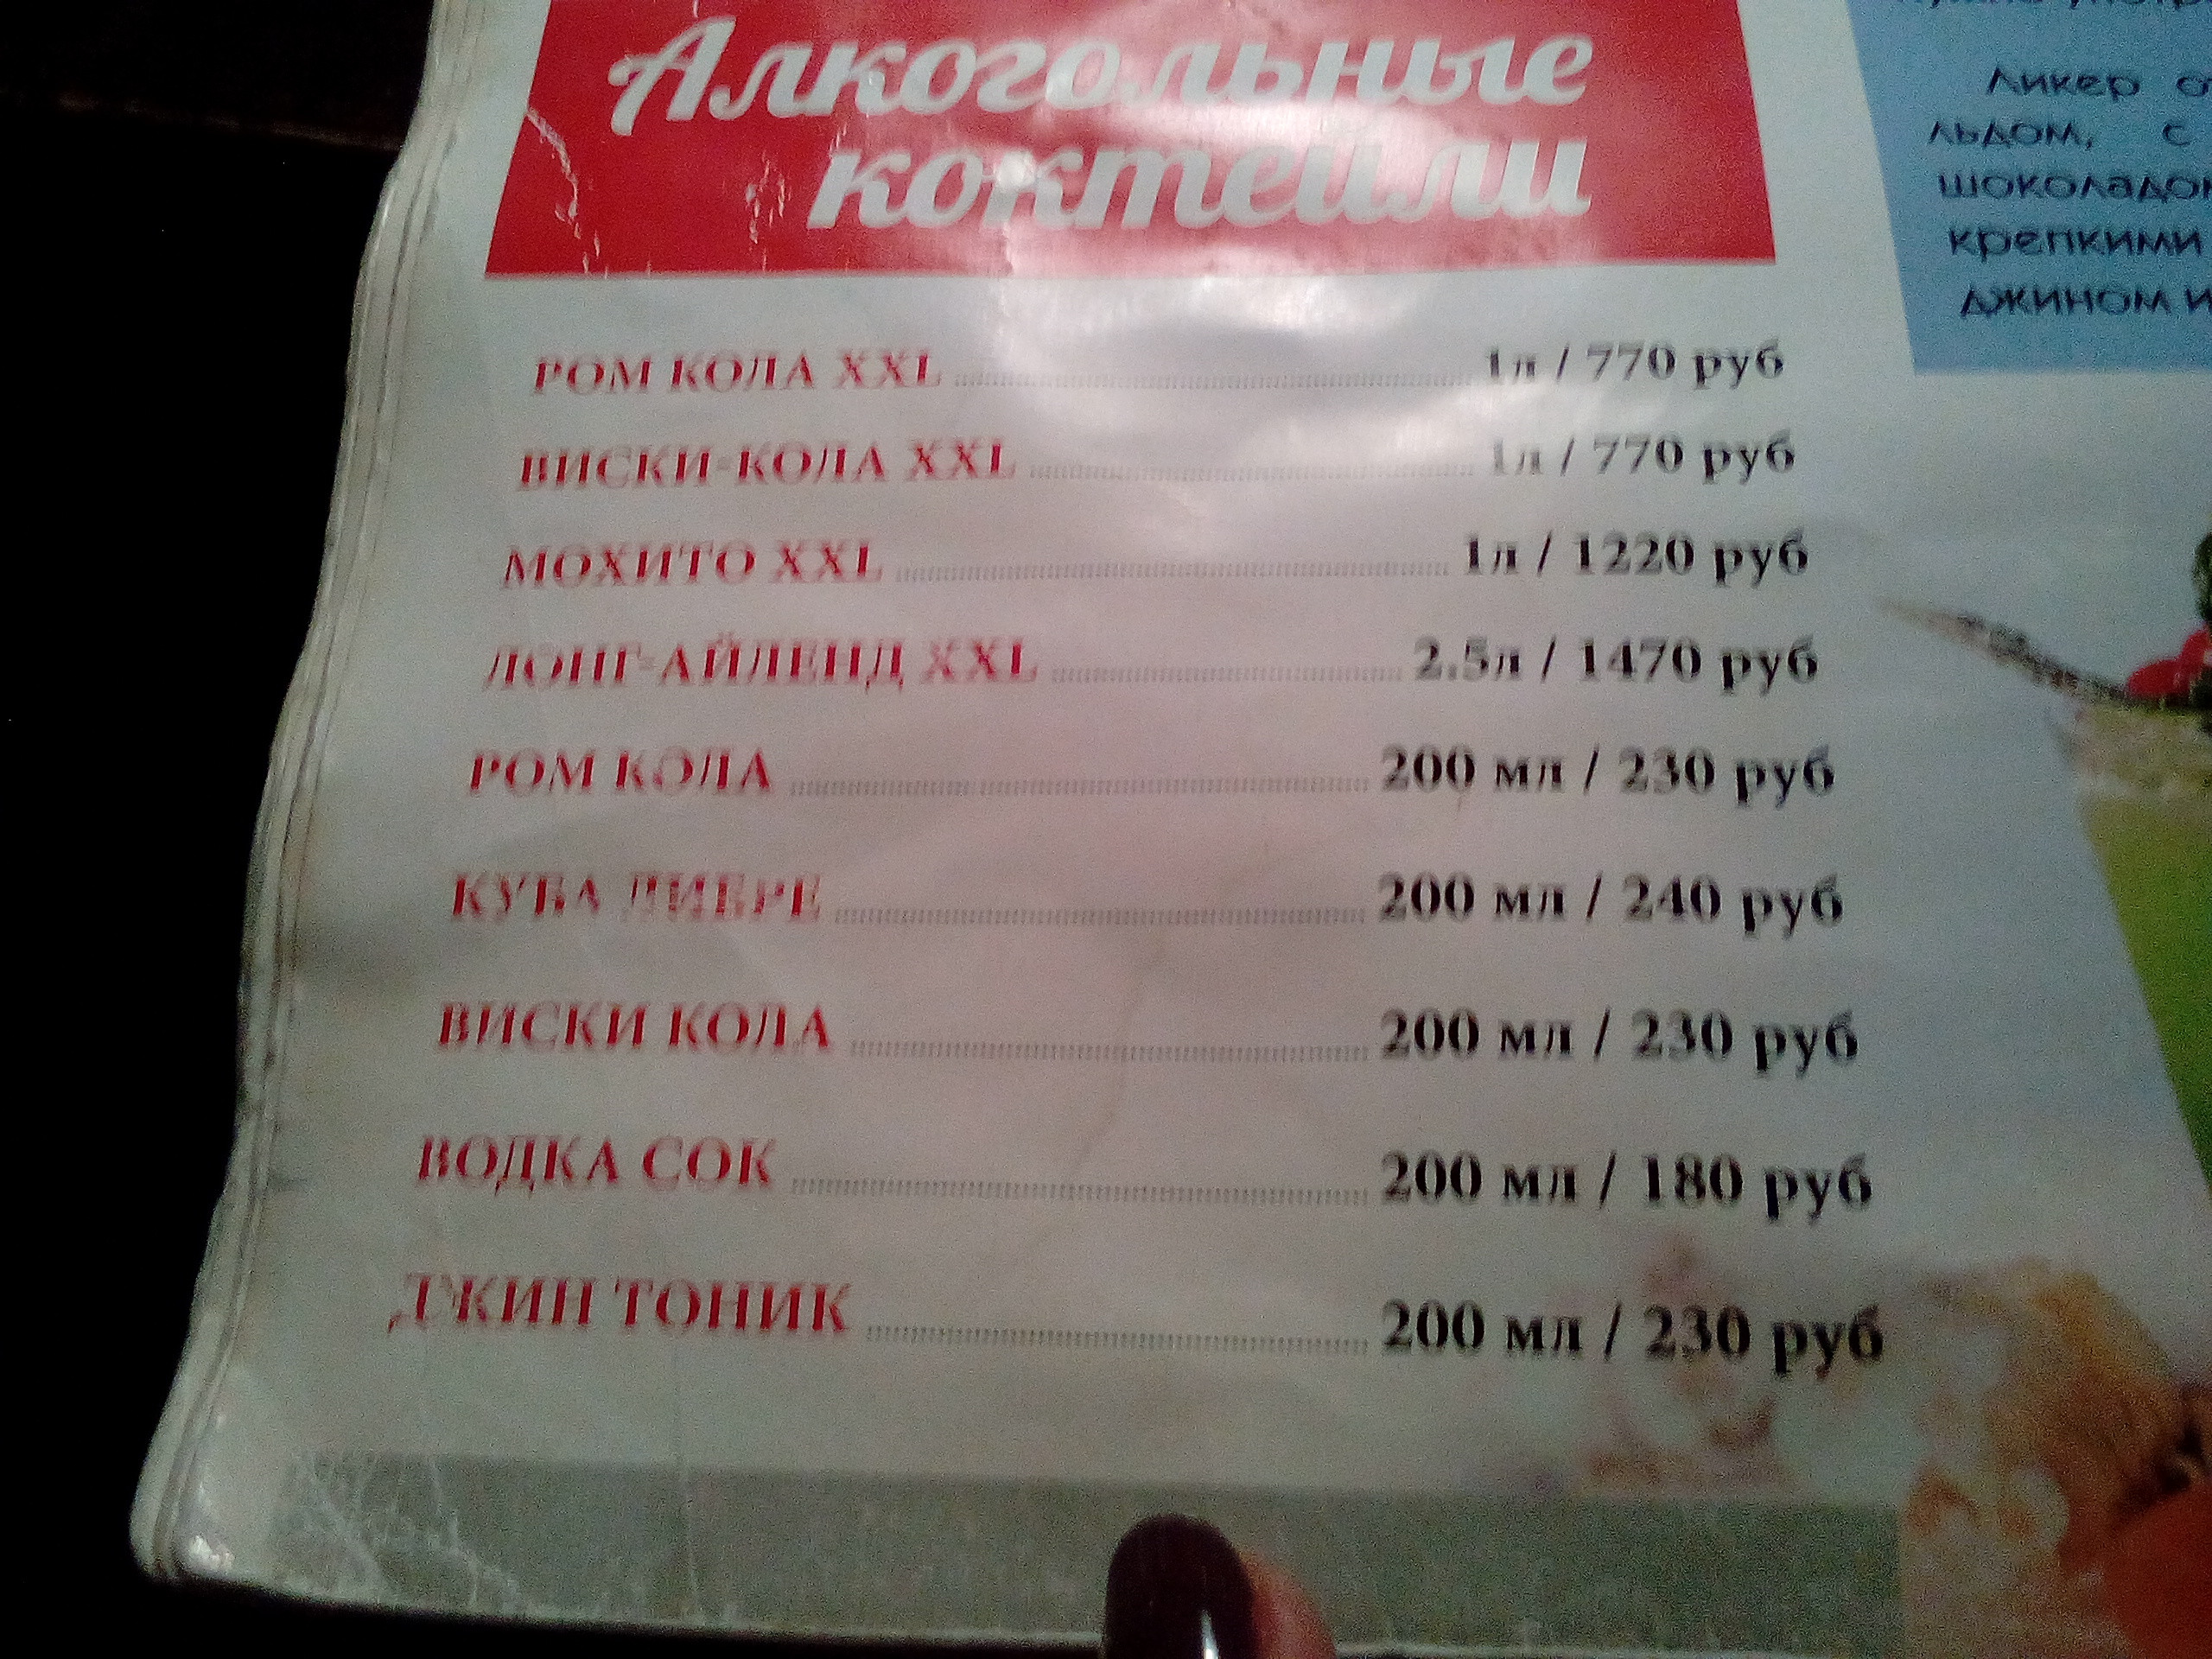 Алкогольные
коктейли
РОМ КОЛА XXL 1л / 770 руб
ВИСКИ-КОЛА XXL 1л / 770 руб
МОХИТО XXL 1л / 1220 руб
ЛОНГ-АЙЛЕНД XXL 2.5л / 1470 руб
РОМ КОЛА 200 мл / 230 руб
КУБА ЛИБРЕ 200 мл / 240 руб
ВИСКИ КОЛА 200 мл / 230 руб
ВОДКА СОК 200 мл / 180 руб
ДЖИН ТОНИК 200 мл / 230 руб
Ликер
льдом, с
крепкими
джином и